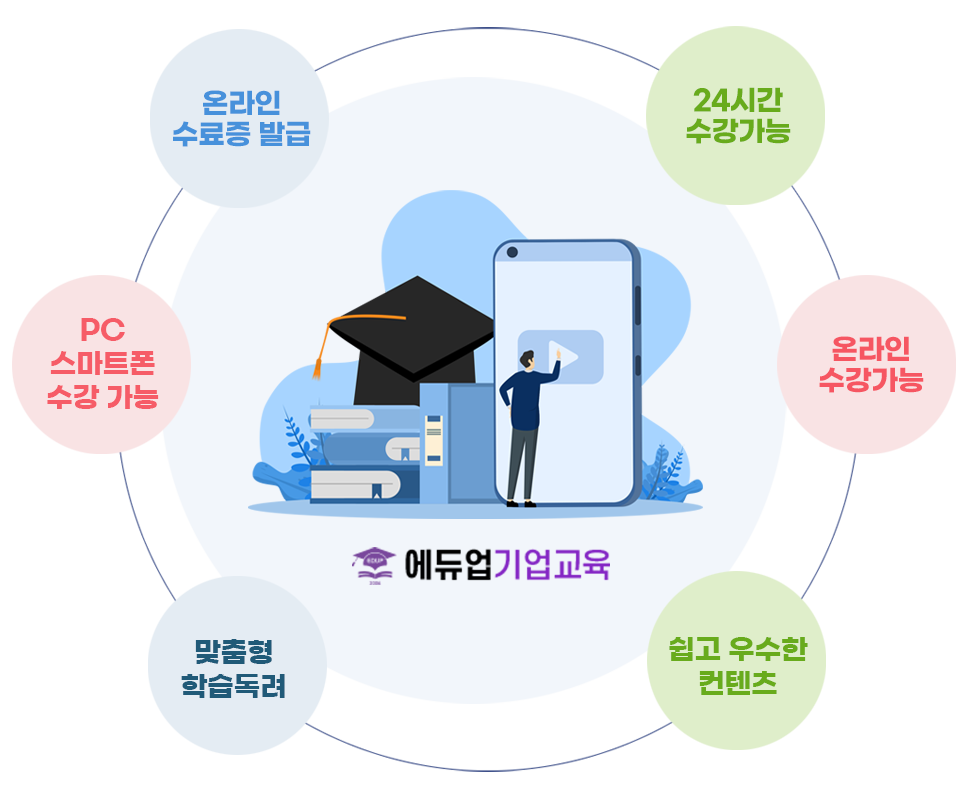 온라인
수료증 발급
24시간
수강가능
PC
스마트폰
수강 가능
온라인
수강가능
EDUUP
에듀업기업교육
맞춤형
학습독려
쉽고 우수한
컨텐츠